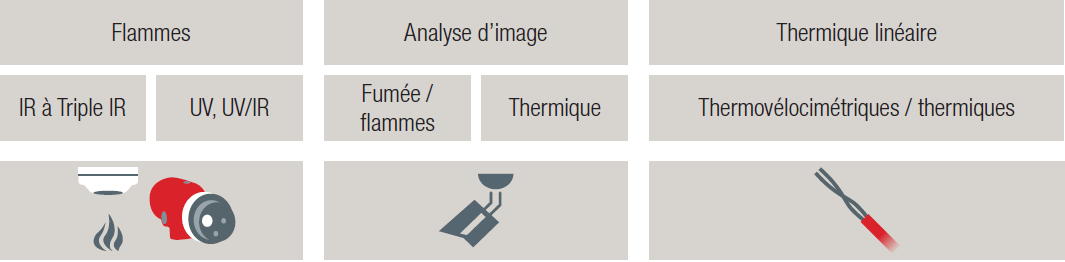 Flammes
Analyse d'image
Thermique linéaire
IR à Triple IR
UV, UV/IR
Fumée /
flammes
Thermique
Thermovélocimétriques / thermiques